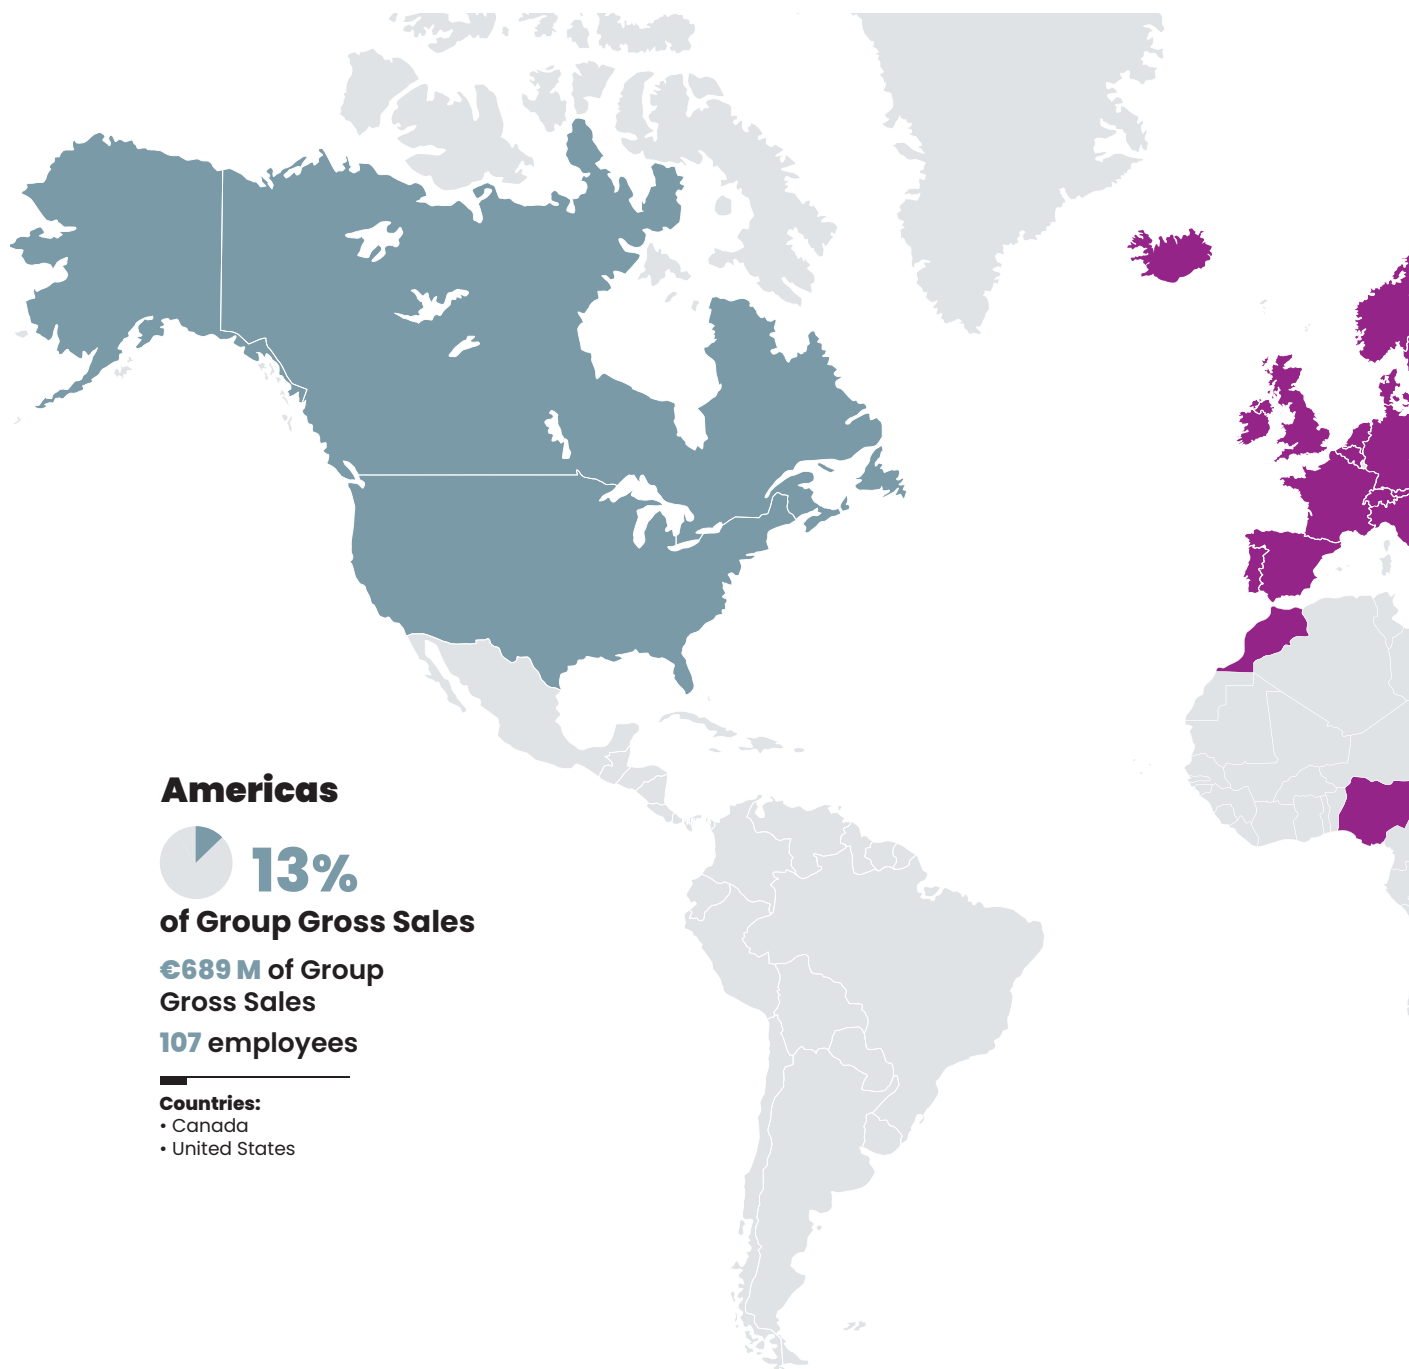 Americas
13%
of Group Gross Sales
€689 M of Group
Gross Sales
107 employees
Countries:
• Canada
• United States